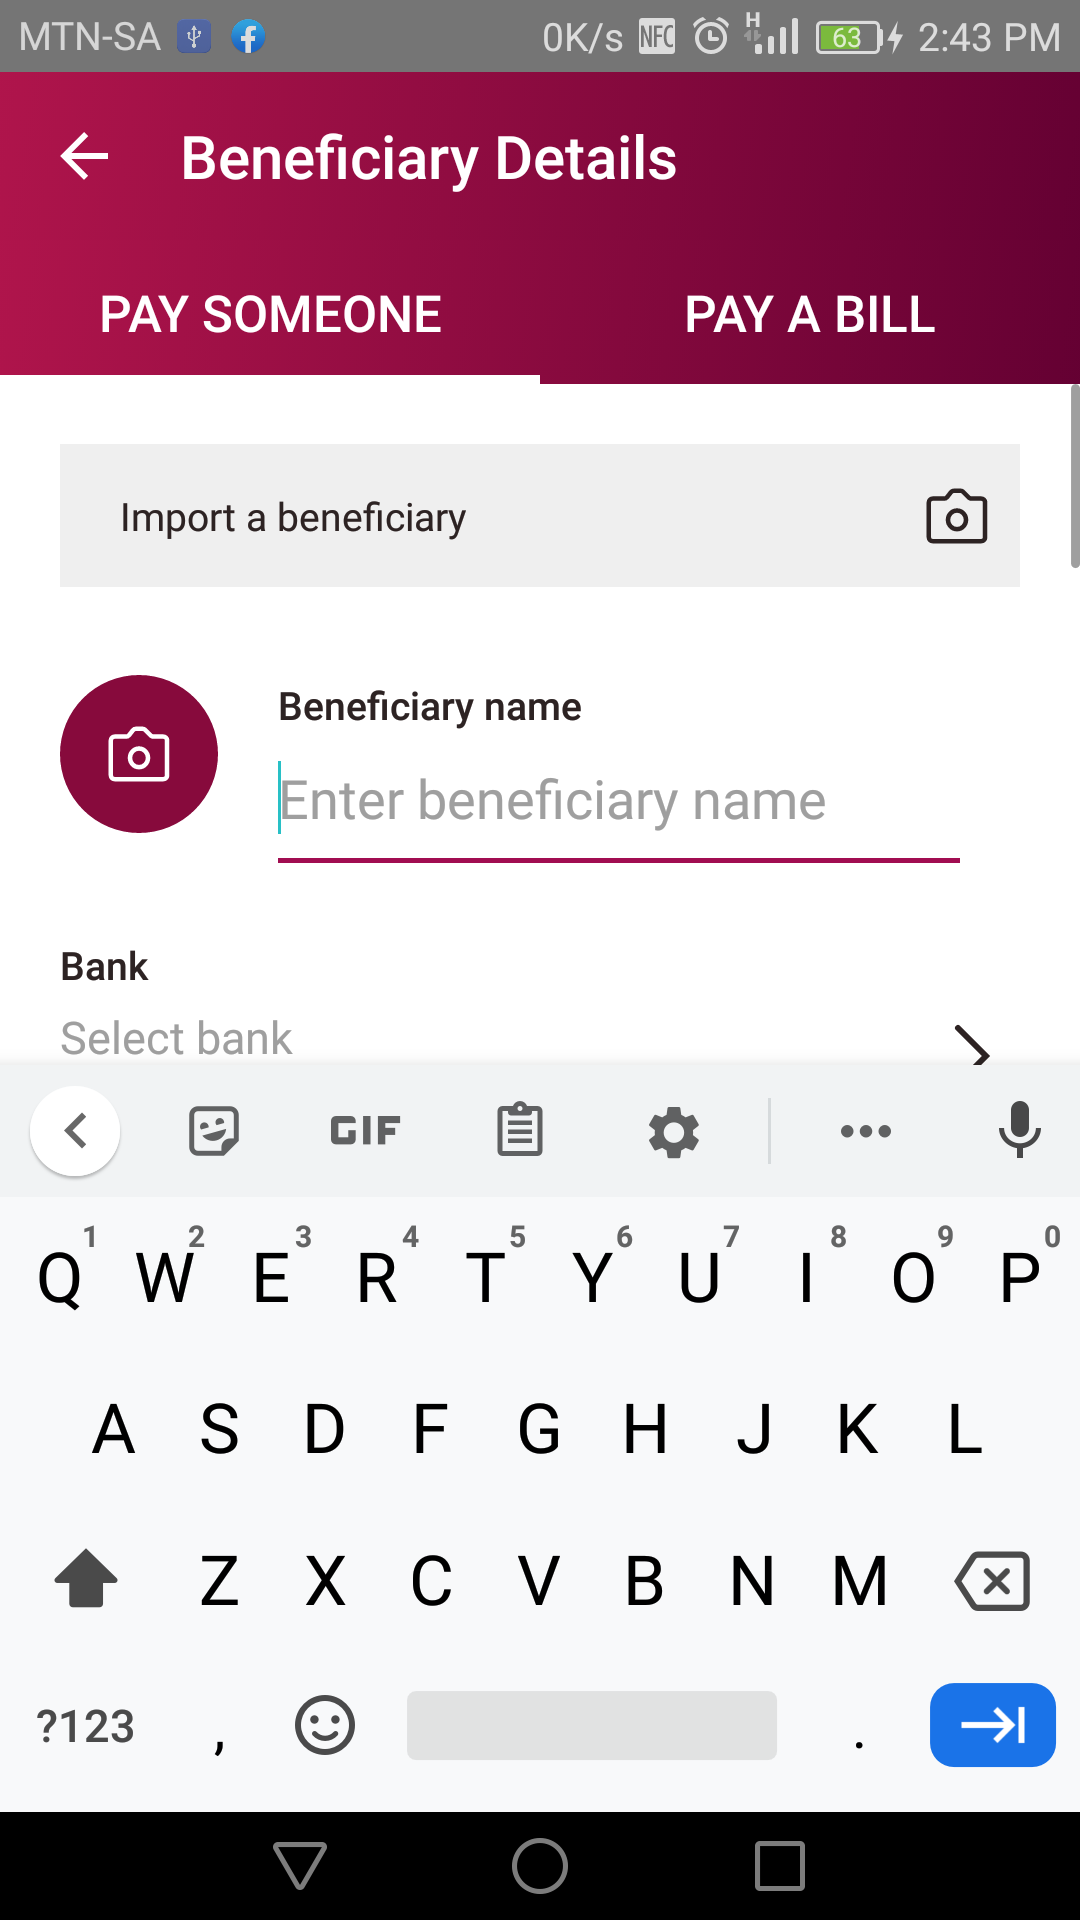 MTN-SA 0K/s NFC H 63 2:43 PM
Beneficiary Details
PAY SOMEONE PAY A BILL
Import a beneficiary
Beneficiary name
Enter beneficiary name
Bank
Select bank
GIF
1 2 3 4 5 6 7 8 9 0
Q W E R T Y U I O P
A S D F G H J K L
Z X C V B N M
?123 , .